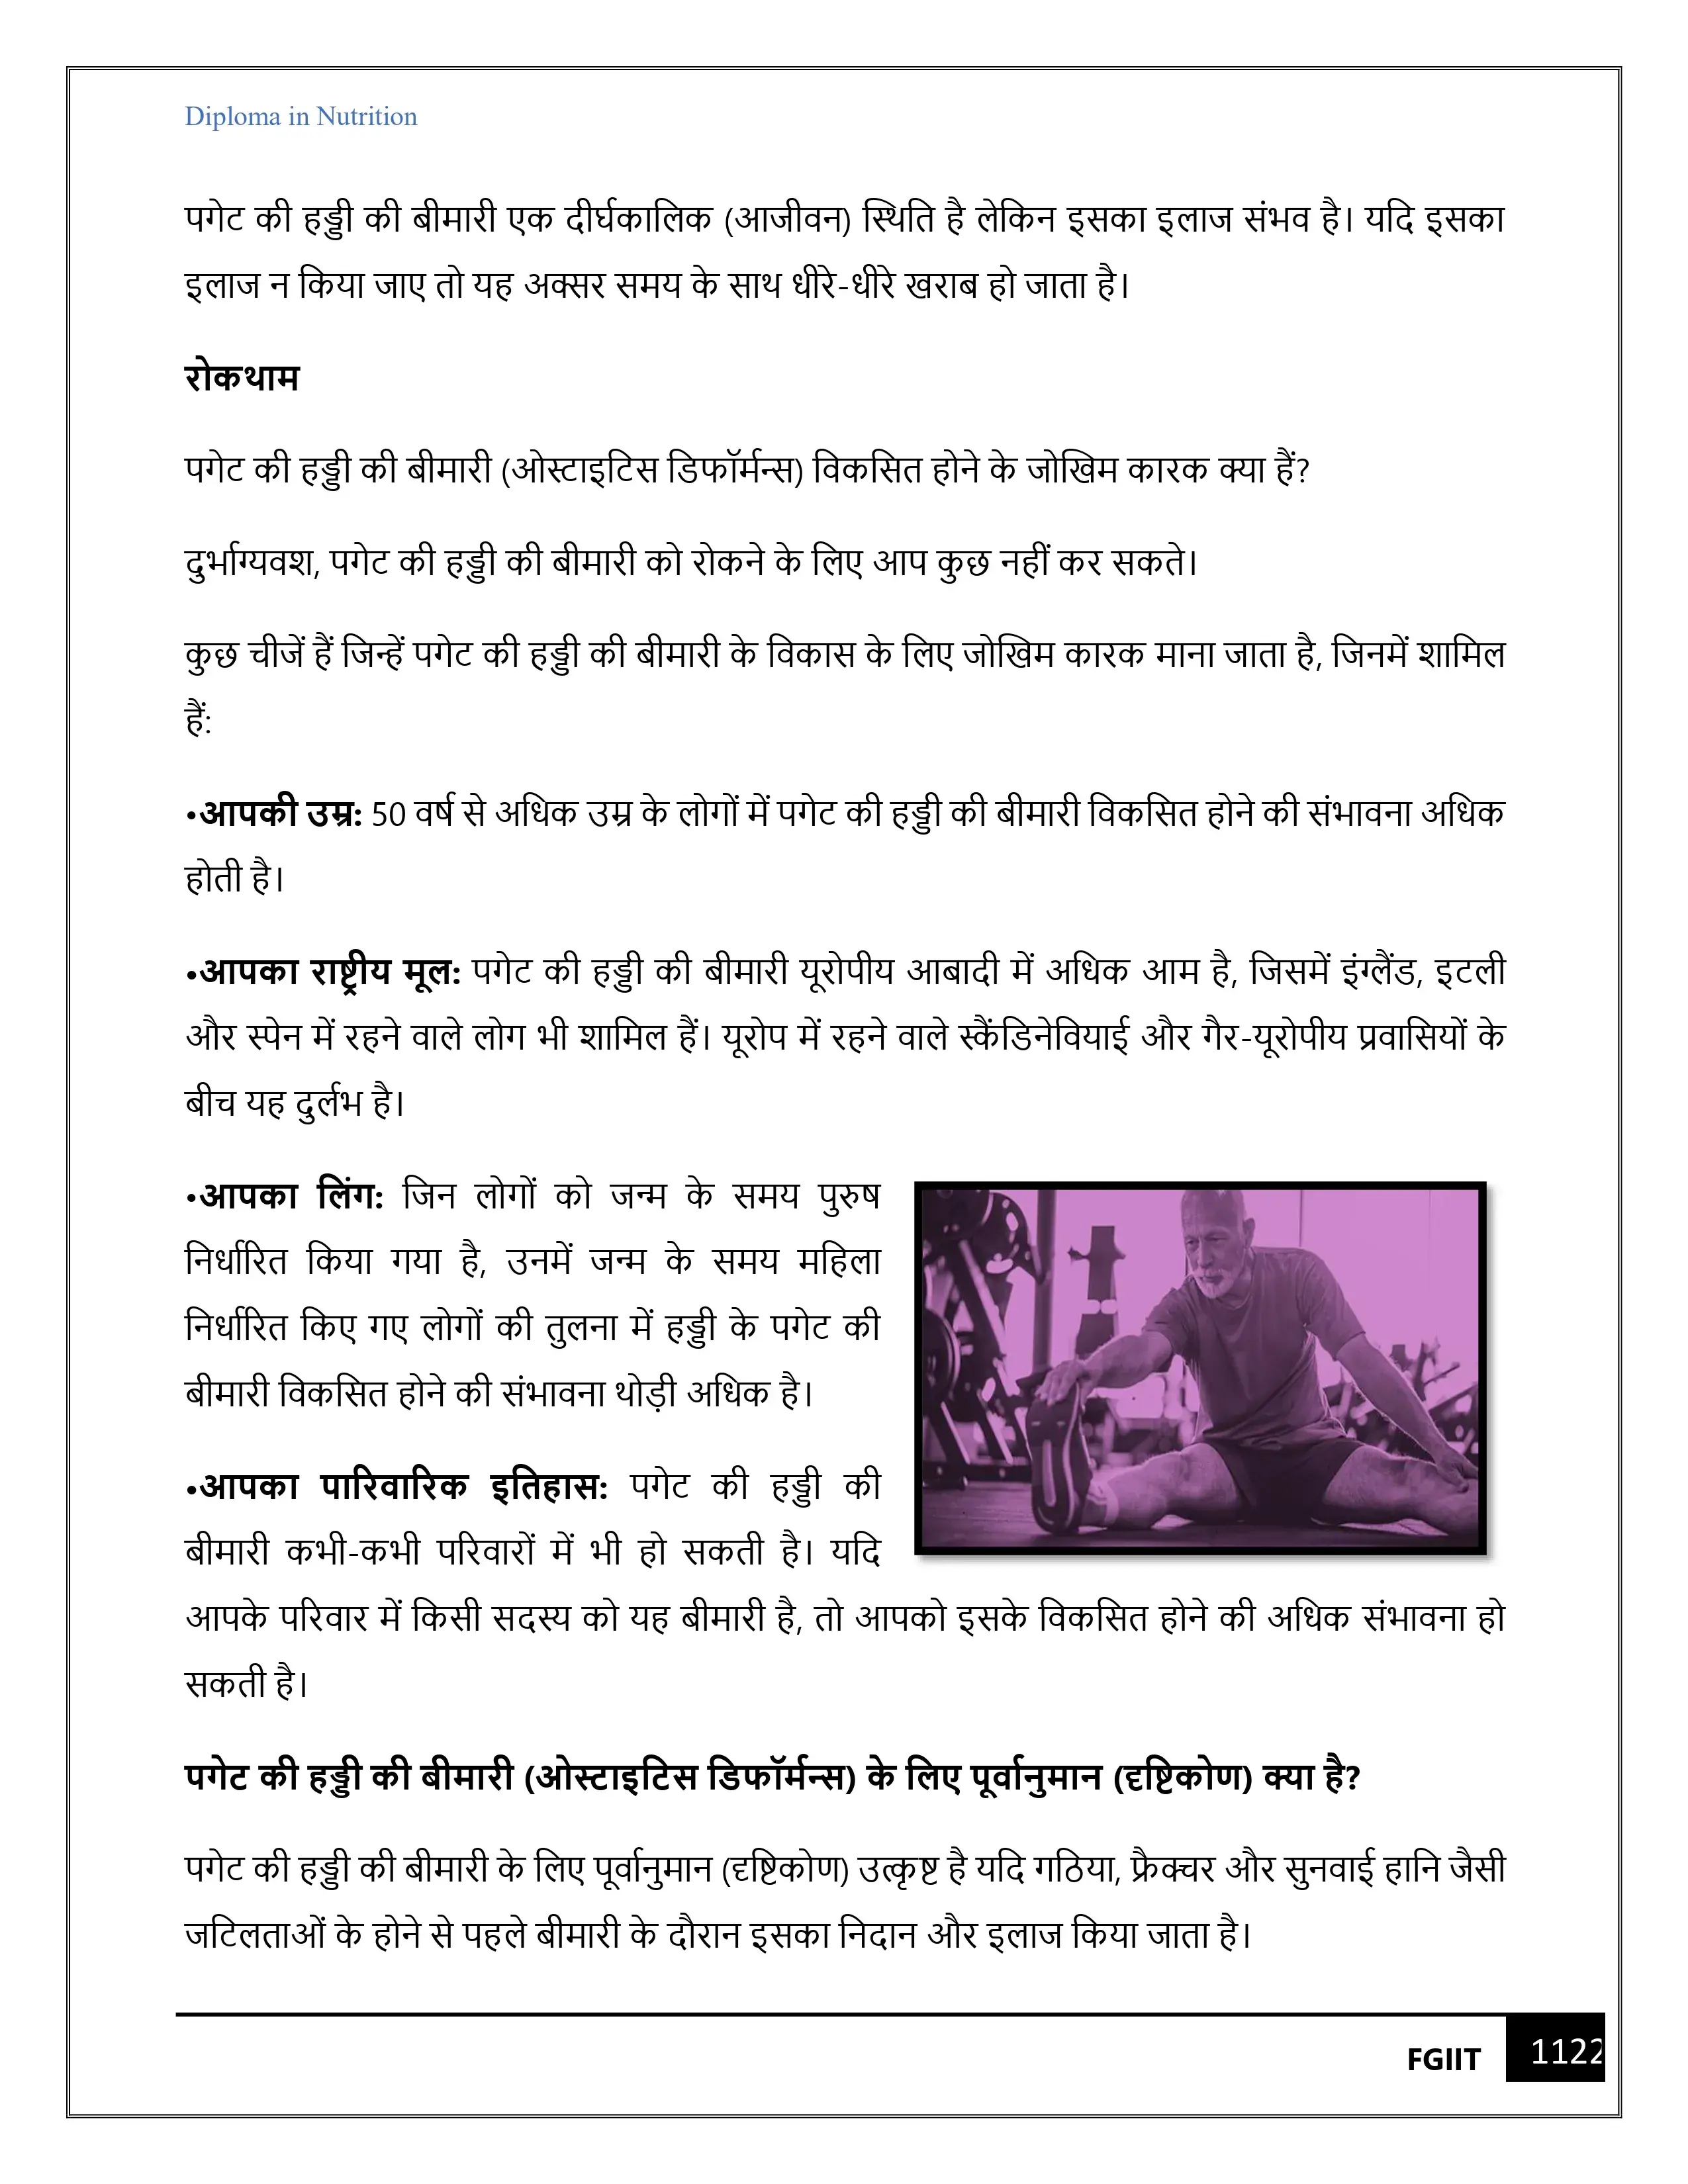 Diploma in Nutrition
पगेट की हड्डी की बीमारी एक दीर्घकालिक (आजीवन) स्थिति है लेकिन इसका इलाज संभव है। यदि इसका
इलाज न किया जाए तो यह अक्सर समय के साथ धीरे-धीरे खराब हो जाता है।
रोकथाम
पगेट की हड्डी की बीमारी (ओस्टाइटिस डिफॉर्मन्स) विकसित होने के जोखिम कारक क्या हैं?
दुर्भाग्यवश, पगेट की हड्डी की बीमारी को रोकने के लिए आप कुछ नहीं कर सकते।
कुछ चीजें हैं जिन्हें पगेट की हड्डी की बीमारी के विकास के लिए जोखिम कारक माना जाता है, जिनमें शामिल
हैं:
•आपकी उम्र: 50 वर्ष से अधिक उम्र के लोगों में पगेट की हड्डी की बीमारी विकसित होने की संभावना अधिक
होती है।
•आपका राष्ट्रीय मूल: पगेट की हड्डी की बीमारी यूरोपीय आबादी में अधिक आम है, जिसमें इंग्लैंड, इटली
और स्पेन में रहने वाले लोग भी शामिल हैं। यूरोप में रहने वाले स्कैंडिनेवियाई और गैर-यूरोपीय प्रवासियों के
बीच यह दुर्लभ है।
•आपका लिंग: जिन लोगों को जन्म के समय पुरुष
निर्धारित किया गया है, उनमें जन्म के समय महिला
निर्धारित किए गए लोगों की तुलना में हड्डी के पगेट की
बीमारी विकसित होने की संभावना थोड़ी अधिक है।
•आपका पारिवारिक इतिहास: पगेट की हड्डी की
बीमारी कभी-कभी परिवारों में भी हो सकती है। यदि
आपके परिवार में किसी सदस्य को यह बीमारी है, तो आपको इसके विकसित होने की अधिक संभावना हो
सकती है।
पगेट की हड्डी की बीमारी (ओस्टाइटिस डिफॉर्मन्स) के लिए पूर्वानुमान (दृष्टिकोण) क्या है?
पगेट की हड्डी की बीमारी के लिए पूर्वानुमान (दृष्टिकोण) उत्कृष्ट है यदि गठिया, फ्रैक्चर और सुनवाई हानि जैसी
जटिलताओं के होने से पहले बीमारी के दौरान इसका निदान और इलाज किया जाता है।
FGIIT 1122